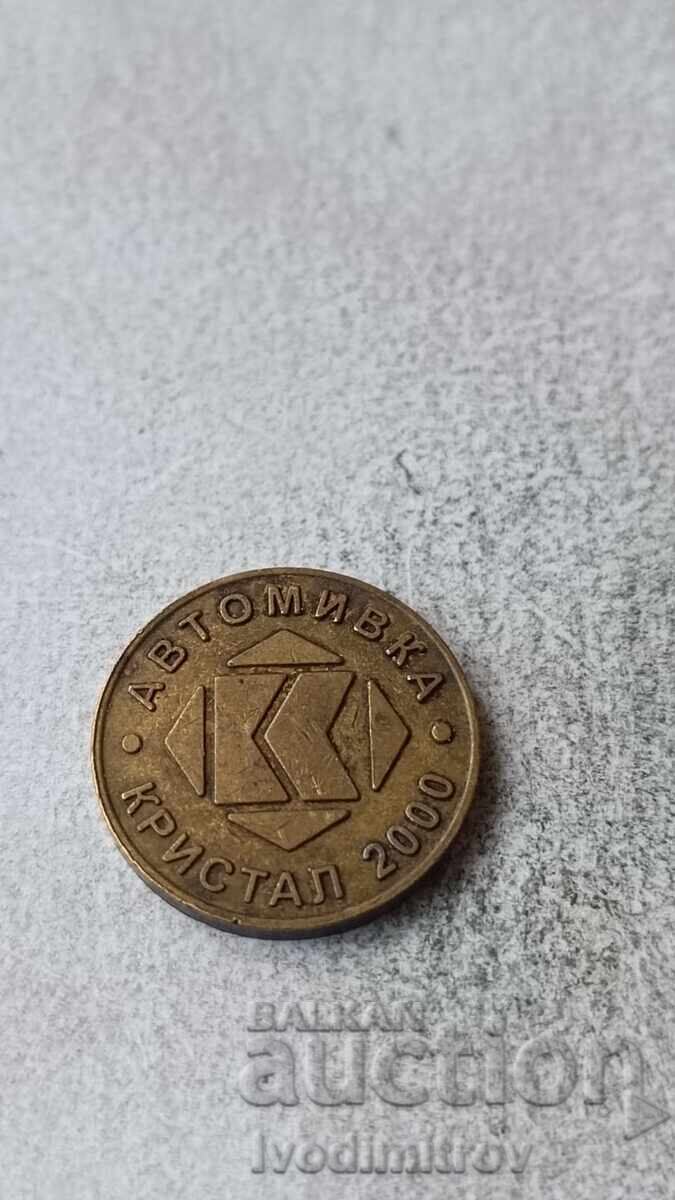 АВТОМИВКА
КРИСТАЛ 2000
BALKAN
auction
Ivodimitrov